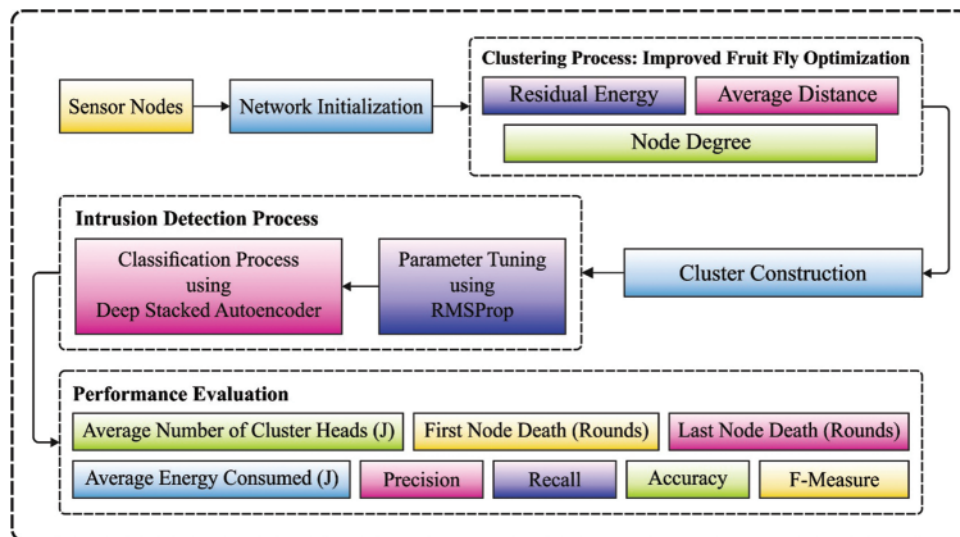 Clustering Process: Improved Fruit Fly Optimization
Sensor Nodes
Network Initialization
Residual Energy
Average Distance
Node Degree
Intrusion Detection Process
Classification Process
using
Deep Stacked Autoencoder
Parameter Tuning
using
RMSProp
Cluster Construction
Performance Evaluation
Average Number of Cluster Heads (J)
First Node Death (Rounds)
Last Node Death (Rounds)
Average Energy Consumed (J)
Precision
Recall
Accuracy
F-Measure